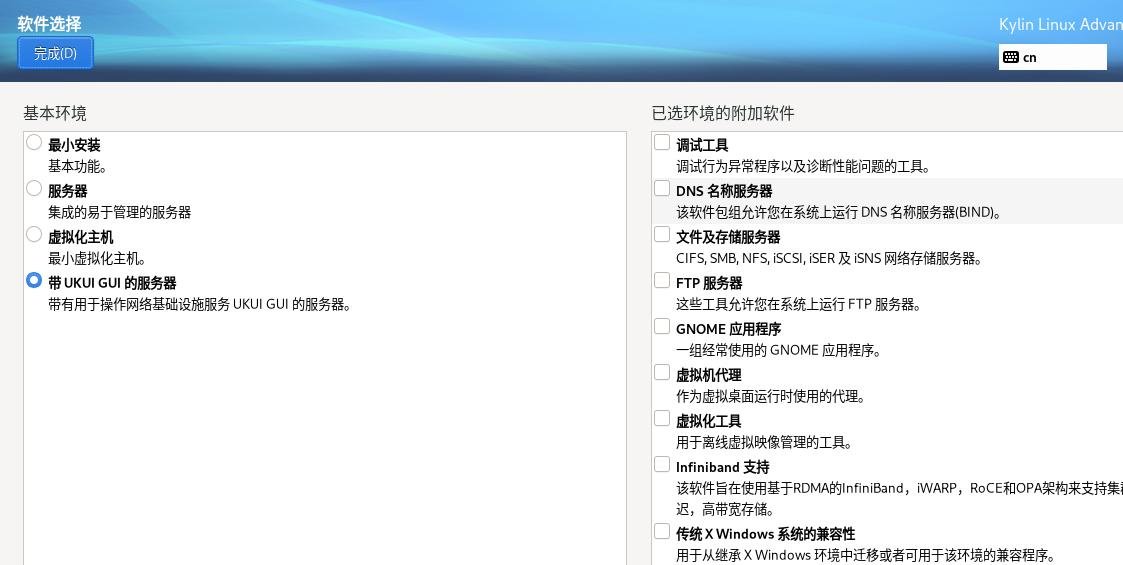 软件选择
完成(D)
Kylin Linux Advan
cn
基本环境
最小安装
基本功能。
服务器
集成的易于管理的服务器
虚拟化主机
最小虚拟化主机。
带 UKUI GUI 的服务器
带有用于操作网络基础设施服务 UKUI GUI 的服务器。
已选环境的附加软件
调试工具
调试行为异常程序以及诊断性能问题的工具。
DNS 名称服务器
该软件包组允许您在系统上运行 DNS 名称服务器(BIND)。
文件及存储服务器
CIFS, SMB, NFS, iSCSI, iSER 及 iSNS 网络存储服务器。
FTP 服务器
这些工具允许您在系统上运行 FTP 服务器。
GNOME 应用程序
一组经常使用的 GNOME 应用程序。
虚拟机代理
作为虚拟桌面运行时使用的代理。
虚拟化工具
用于离线虚拟映像管理的工具。
Infiniband 支持
该软件旨在使用基于RDMA的InfiniBand，iWARP，RoCE和OPA架构来支持集群
迟，高带宽存储。
传统 X Windows 系统的兼容性
用于从继承 X Windows 环境中迁移或者可用于该环境的兼容程序。